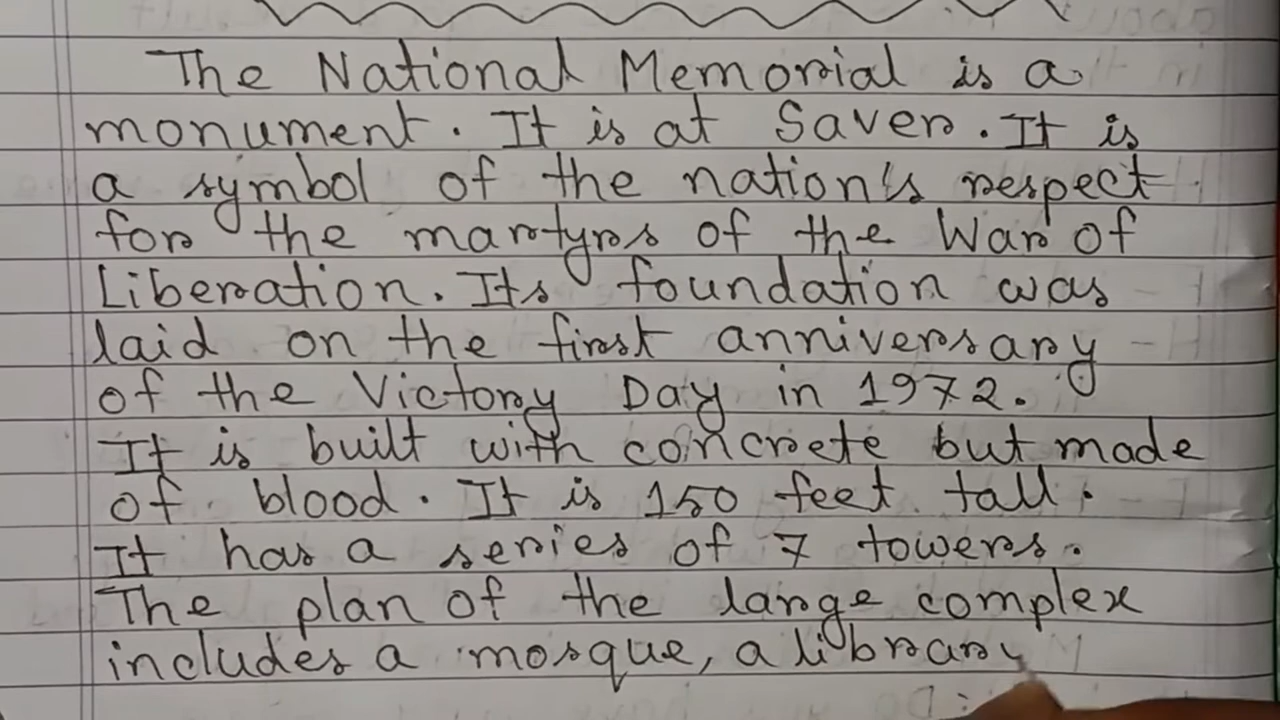 The National Memorial is a
monument. It is at Saver. It is
a symbol of the nation's respect
for the martyrs of the War of
Liberation. Its foundation was
laid on the first anniversary
of the Victory Day in 1972.
It is built with concrete but made
of blood. It is 150 feet tall.
It has a series of 7 towers.
The plan of the large complex
includes a mosque, a library